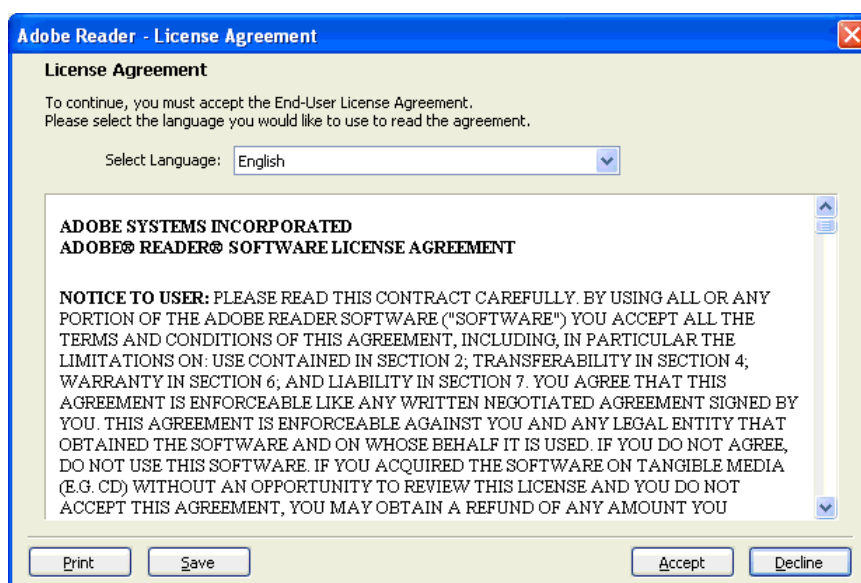 Adobe Reader - License Agreement
License Agreement
To continue, you must accept the End-User License Agreement.
Please select the language you would like to use to read the agreement.
Select Language: English
ADOBE SYSTEMS INCORPORATED
ADOBE® READER® SOFTWARE LICENSE AGREEMENT
NOTICE TO USER: PLEASE READ THIS CONTRACT CAREFULLY. BY USING ALL OR ANY
PORTION OF THE ADOBE READER SOFTWARE ("SOFTWARE") YOU ACCEPT ALL THE
TERMS AND CONDITIONS OF THIS AGREEMENT, INCLUDING, IN PARTICULAR THE
LIMITATIONS ON: USE CONTAINED IN SECTION 2; TRANSFERABILITY IN SECTION 4;
WARRANTY IN SECTION 6; AND LIABILITY IN SECTION 7. YOU AGREE THAT THIS
AGREEMENT IS ENFORCEABLE LIKE ANY WRITTEN NEGOTIATED AGREEMENT SIGNED BY
YOU. THIS AGREEMENT IS ENFORCEABLE AGAINST YOU AND ANY LEGAL ENTITY THAT
OBTAINED THE SOFTWARE AND ON WHOSE BEHALF IT IS USED. IF YOU DO NOT AGREE,
DO NOT USE THIS SOFTWARE. IF YOU ACQUIRED THE SOFTWARE ON TANGIBLE MEDIA
(E.G. CD) WITHOUT AN OPPORTUNITY TO REVIEW THIS LICENSE AND YOU DO NOT
ACCEPT THIS AGREEMENT, YOU MAY OBTAIN A REFUND OF ANY AMOUNT YOU
Print Save Accept Decline